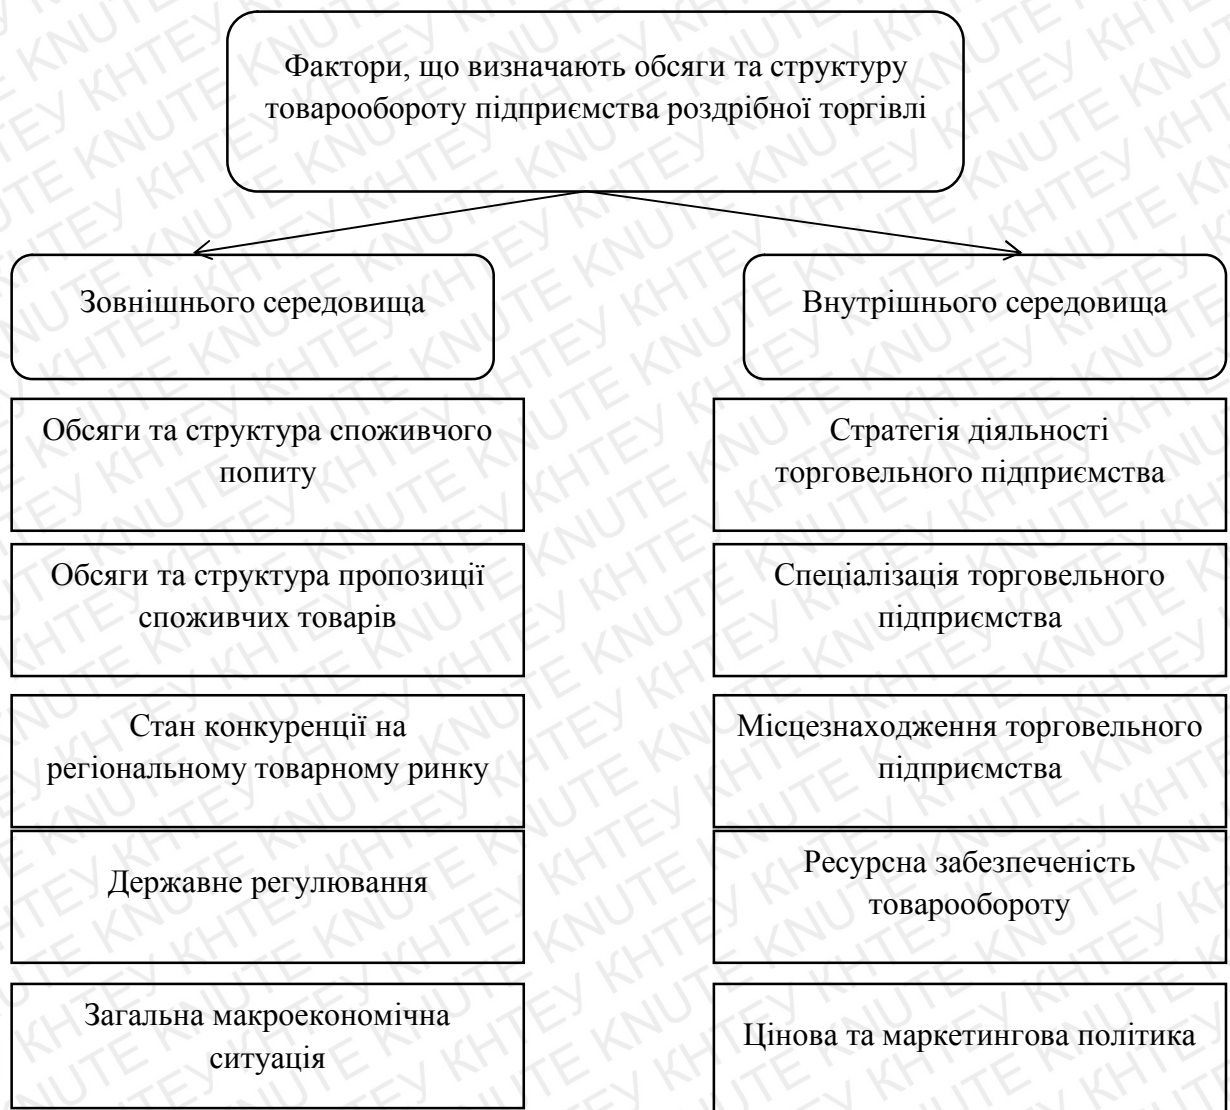 Фактори, що визначають обсяги та структуру
товарообороту підприємства роздрібної торгівлі
Зовнішнього середовища
Внутрішнього середовища
Обсяги та структура споживчого
попиту
Стратегія діяльності
торговельного підприємства
Обсяги та структура пропозиції
споживчих товарів
Спеціалізація торговельного
підприємства
Стан конкуренції на
регіональному товарному ринку
Місцезнаходження торговельного
підприємства
Державне регулювання
Ресурсна забезпеченість
товарообороту
Загальна макроекономічна
ситуація
Цінова та маркетингова політика